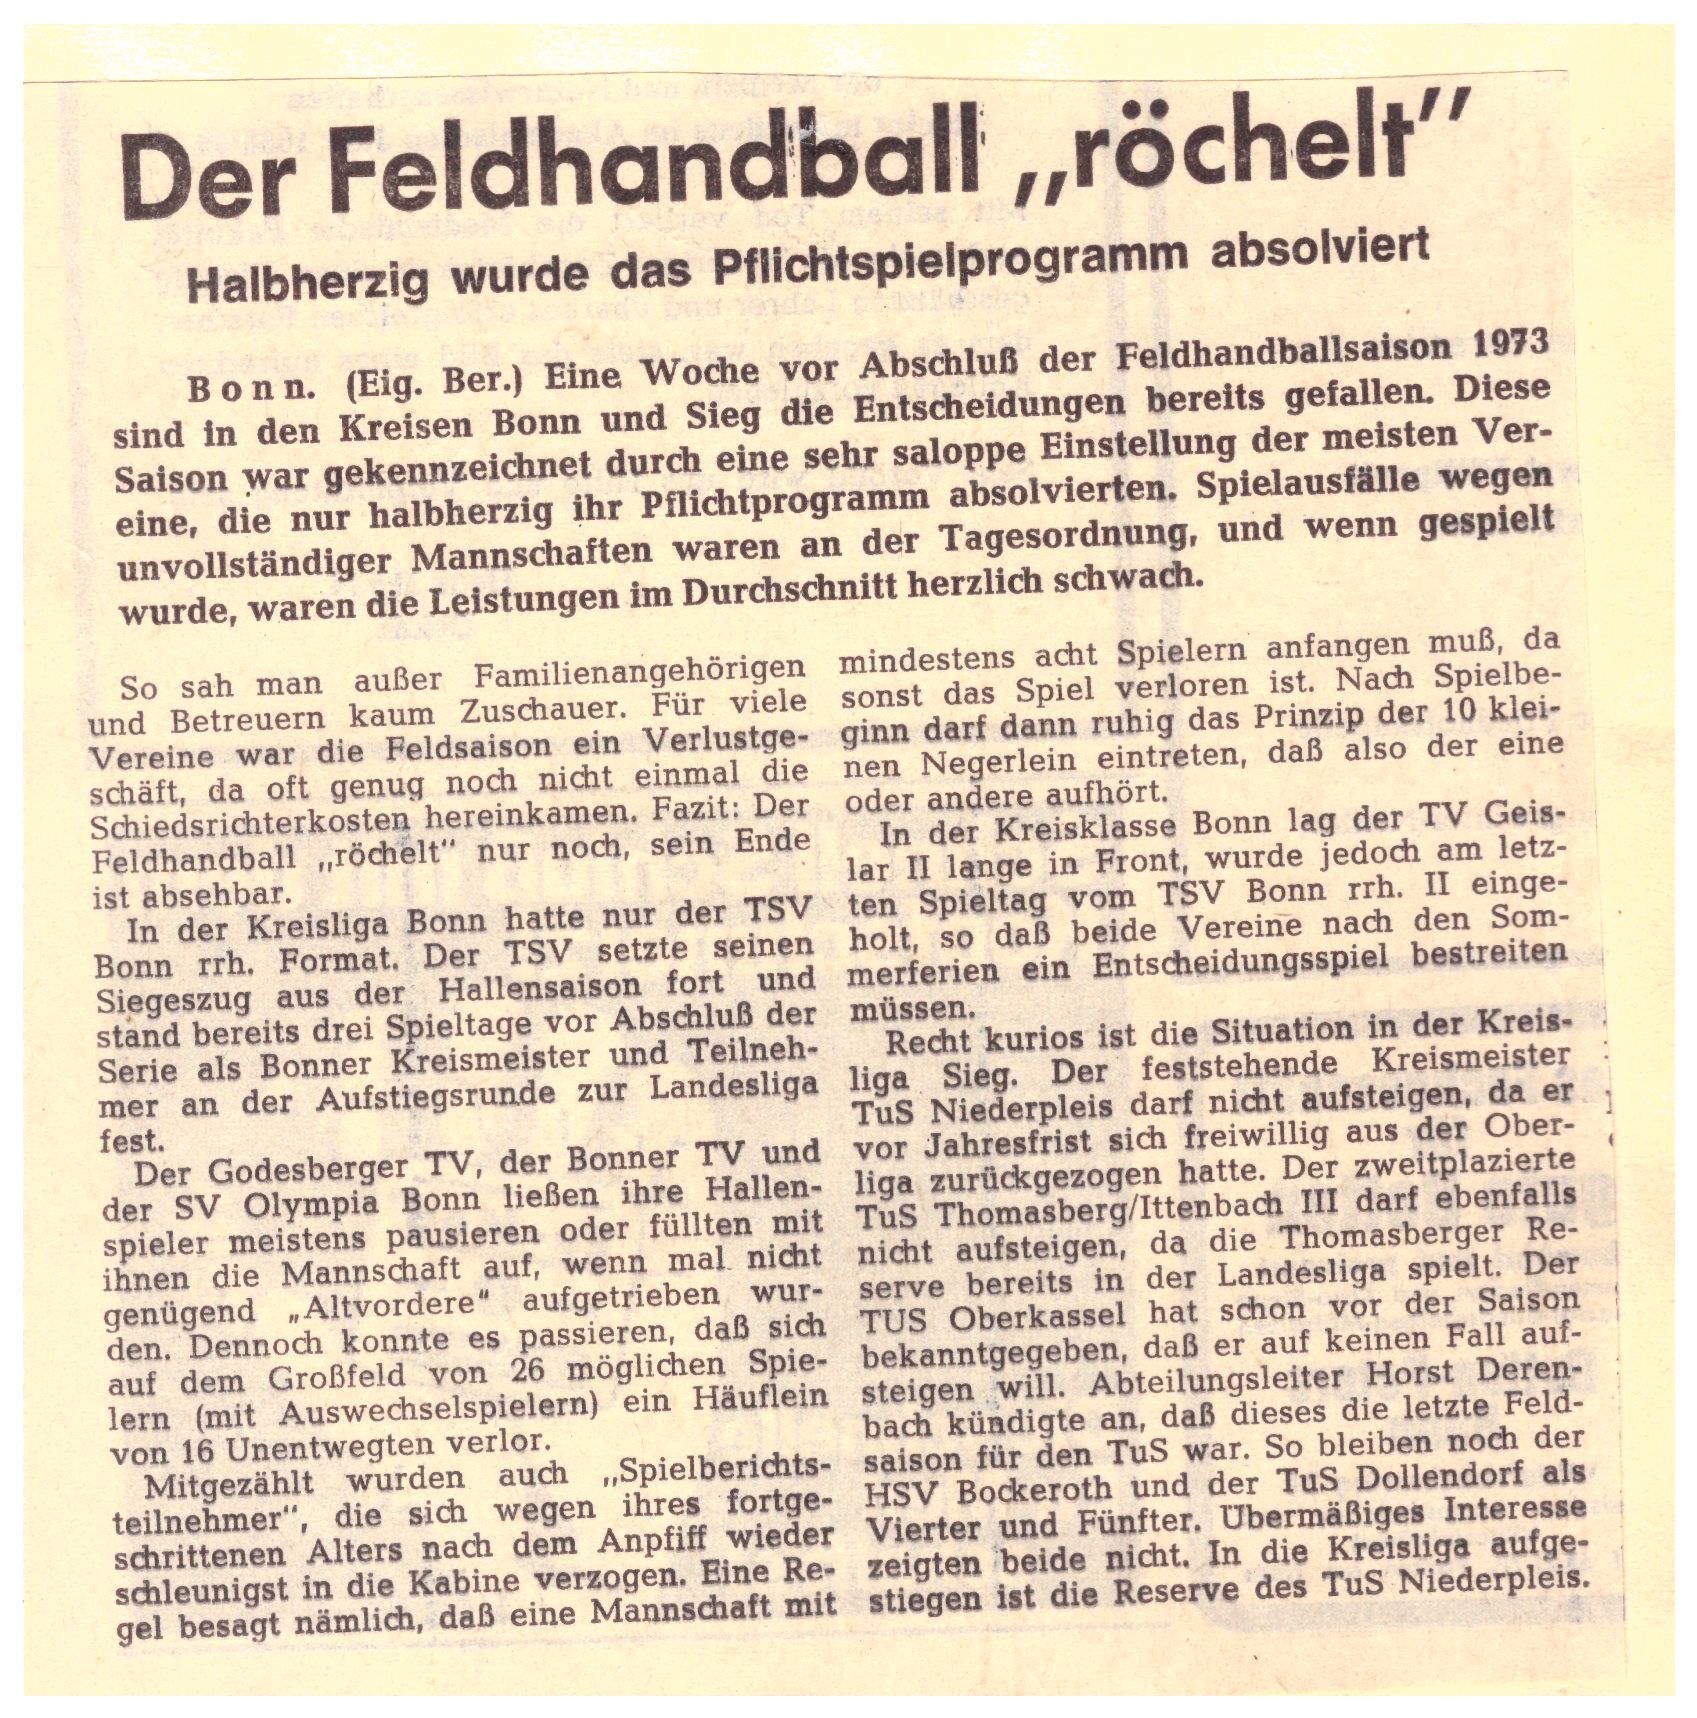 Der Feldhandball „röchelt"
Halbherzig wurde das Pflichtspielprogramm absolviert
Bonn. (Eig. Ber.) Eine Woche vor Abschluß der Feldhandballsaison 1973
sind in den Kreisen Bonn und Sieg die Entscheidungen bereits gefallen. Diese
Saison war gekennzeichnet durch eine sehr saloppe Einstellung der meisten Ver-
eine, die nur halbherzig ihr Pflichtprogramm absolvierten. Spielausfälle wegen
unvollständiger Mannschaften waren an der Tagesordnung, und wenn gespielt
wurde, waren die Leistungen im Durchschnitt herzlich schwach.
So sah man außer Familienangehörigen
und Betreuern kaum Zuschauer. Für viele
Vereine war die Feldsaison ein Verlustge-
schäft, da oft genug noch nicht einmal die
Schiedsrichterkosten hereinkamen. Fazit: Der
Feldhandball „röchelt" nur noch, sein Ende
ist absehbar.
In der Kreisliga Bonn hatte nur der TSV
Bonn rrh. Format. Der TSV setzte seinen
Siegeszug aus der Hallensaison fort und
stand bereits drei Spieltage vor Abschluß der
Serie als Bonner Kreismeister und Teilneh-
mer an der Aufstiegsrunde zur Landesliga
fest.
Der Godesberger TV, der Bonner TV und
der SV Olympia Bonn ließen ihre Hallen-
spieler meistens pausieren oder füllten mit
ihnen die Mannschaft auf, wenn mal nicht
genügend „Altvordere" aufgetrieben wur-
den. Dennoch konnte es passieren, daß sich
auf dem Großfeld von 26 möglichen Spie-
lern (mit Auswechselspielern) ein Häuflein
von 16 Unentwegten verlor.
Mitgezählt wurden auch „Spielberichts-
teilnehmer", die sich wegen ihres fortge-
schrittenen Alters nach dem Anpfiff wieder
schleunigst in die Kabine verzogen. Eine Re-
gel besagt nämlich, daß eine Mannschaft mit
mindestens acht Spielern anfangen muß, da
sonst das Spiel verloren ist. Nach Spielbe-
ginn darf dann ruhig das Prinzip der 10 klei-
nen Negerlein eintreten, daß also der eine
oder andere aufhört.
In der Kreisklasse Bonn lag der TV Geis-
lar II lange in Front, wurde jedoch am letz-
ten Spieltag vom TSV Bonn rrh. II einge-
holt, so daß beide Vereine nach den Som-
merferien ein Entscheidungsspiel bestreiten
müssen.
Recht kurios ist die Situation in der Kreis-
liga Sieg. Der feststehende Kreismeister
TuS Niederpleis darf nicht aufsteigen, da er
vor Jahresfrist sich freiwillig aus der Ober-
liga zurückgezogen hatte. Der zweitplazierte
TuS Thomasberg/Ittenbach III darf ebenfalls
nicht aufsteigen, da die Thomasberger Re-
serve bereits in der Landesliga spielt. Der
TUS Oberkassel hat schon vor der Saison
bekanntgegeben, daß er auf keinen Fall auf-
steigen will. Abteilungsleiter Horst Deren-
bach kündigte an, daß dieses die letzte Feld-
saison für den TuS war. So bleiben noch der
HSV Bockeroth und der TuS Dollendorf als
Vierter und Fünfter. Übermäßiges Interesse
zeigten beide nicht. In die Kreisliga aufge-
stiegen ist die Reserve des TuS Niederpleis.